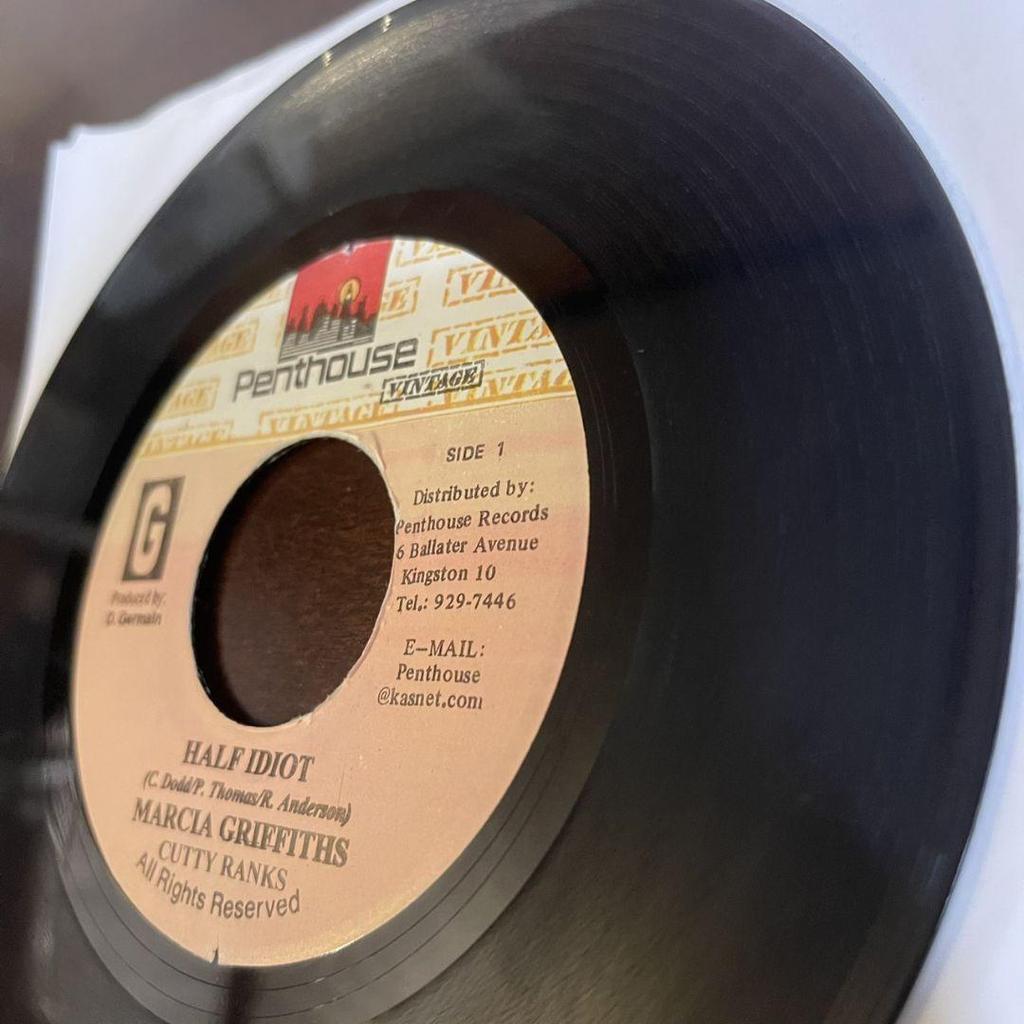 VINTAGE
Penthouse
VINTAGE
SIDE 1
Distributed by:
Penthouse Records
6 Ballater Avenue
Kingston 10
Tel.: 929-7446
E-MAIL:
Penthouse
@kasnet.com
G
Produced by:
D. Germain
HALF IDIOT
(C. Dodd/P. Thomas/R. Anderson)
MARCIA GRIFFITHS
CUTTY RANKS
All Rights Reserved